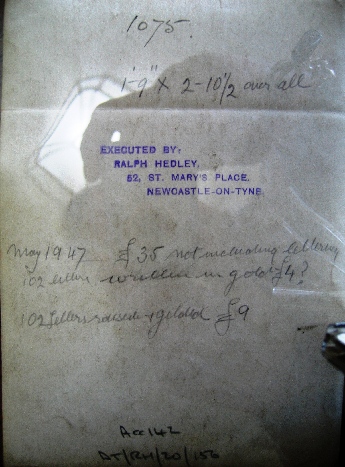 1075.
1'-9" X 2-10½ over all
EXECUTED BY:
RALPH HEDLEY,
52, ST. MARY'S PLACE,
NEWCASTLE-ON-TYNE.
May 1947 £35 not including lettering
102 letters written in gold £4?
102 letters raised & gilded £9
Acc 142
DT/RH/20/156